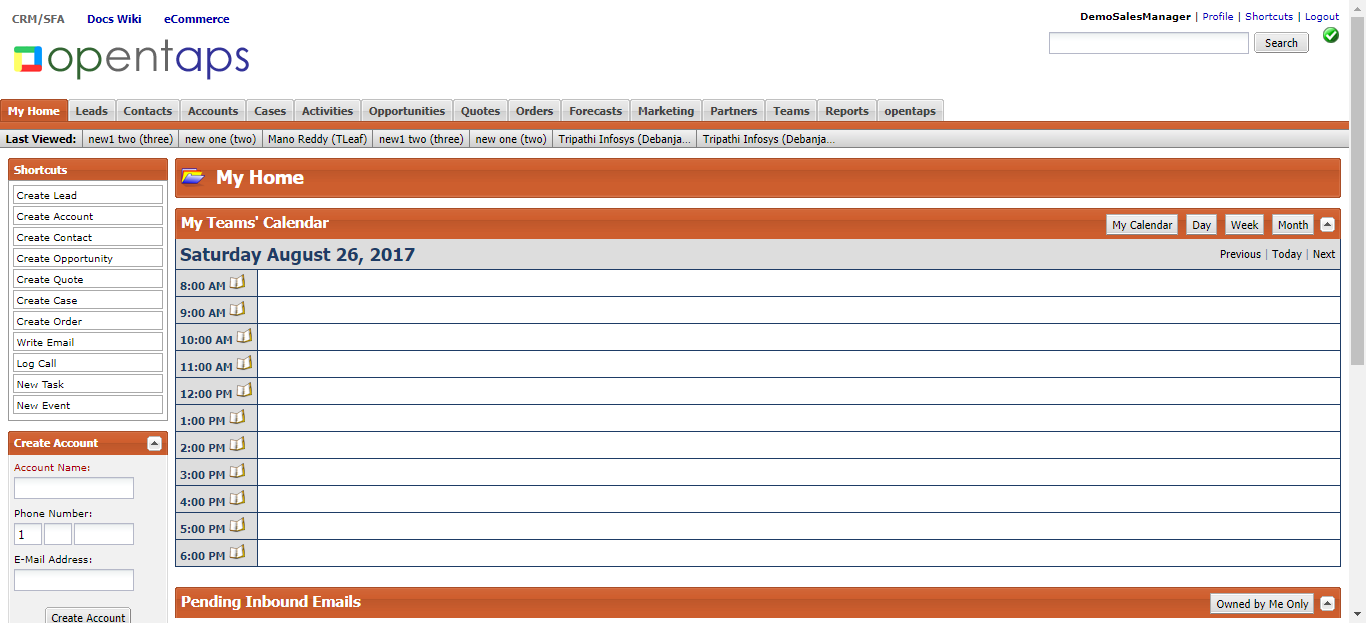 CRM/SFA Docs Wiki eCommerce
DemoSalesManager | Profile | Shortcuts | Logout
opentaps
Search
My Home Leads Contacts Accounts Cases Activities Opportunities Quotes Orders Forecasts Marketing Partners Teams Reports opentaps
Last Viewed: new1 two (three) new one (two) Mano Reddy (TLeaf) new1 two (three) new one (two) Tripathi Infosys (Debanja... Tripathi Infosys (Debanja...
Shortcuts
Create Lead
Create Account
Create Contact
Create Opportunity
Create Quote
Create Case
Create Order
Write Email
Log Call
New Task
New Event
Create Account
Account Name:
Phone Number:
1
E-Mail Address:
Create Account
My Home
My Teams' Calendar My Calendar Day Week Month
Saturday August 26, 2017 Previous | Today | Next
8:00 AM
9:00 AM
10:00 AM
11:00 AM
12:00 PM
1:00 PM
2:00 PM
3:00 PM
4:00 PM
5:00 PM
6:00 PM
Pending Inbound Emails Owned by Me Only